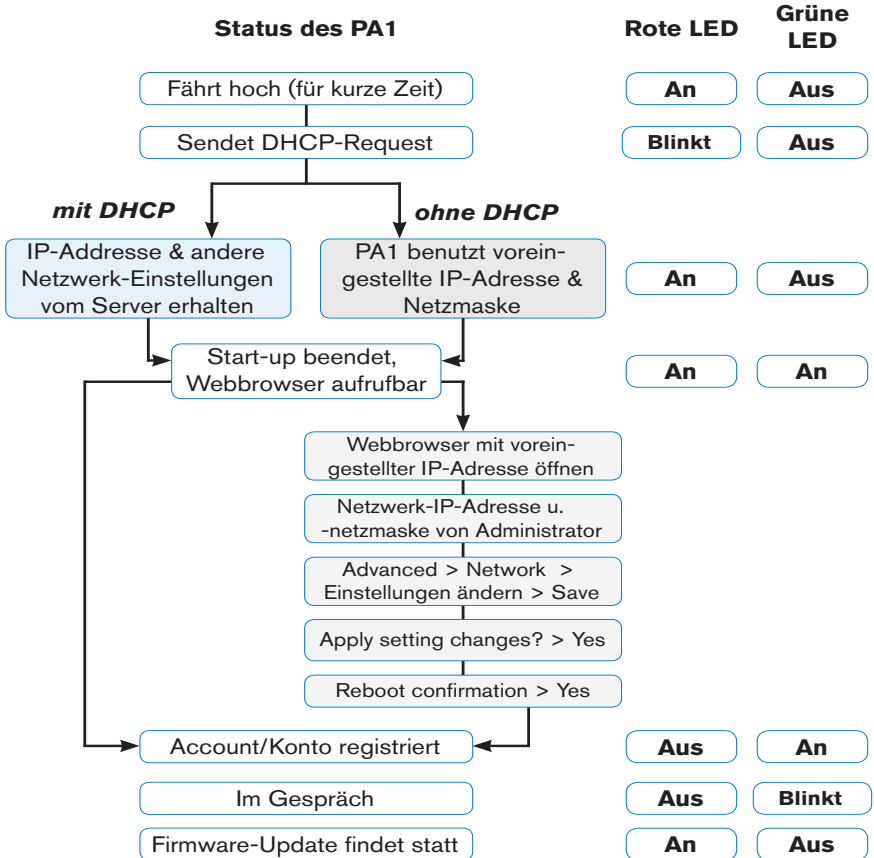 Status des PA1 Rote LED Grüne
LED
Fährt hoch (für kurze Zeit) An Aus
Sendet DHCP-Request Blinkt Aus
mit DHCP ohne DHCP
IP-Addresse & andere
Netzwerk-Einstellungen
vom Server erhalten
PA1 benutzt vorein-
gestellte IP-Adresse &
Netzmaske
An Aus
Start-up beendet,
Webbrowser aufrufbar
An An
Webbrowser mit vorein-
gestellter IP-Adresse öffnen
Netzwerk-IP-Adresse u.
-netzmaske von Administrator
Advanced > Network >
Einstellungen ändern > Save
Apply setting changes? > Yes
Reboot confirmation > Yes
Account/Konto registriert Aus An
Im Gespräch Aus Blinkt
Firmware-Update findet statt An Aus